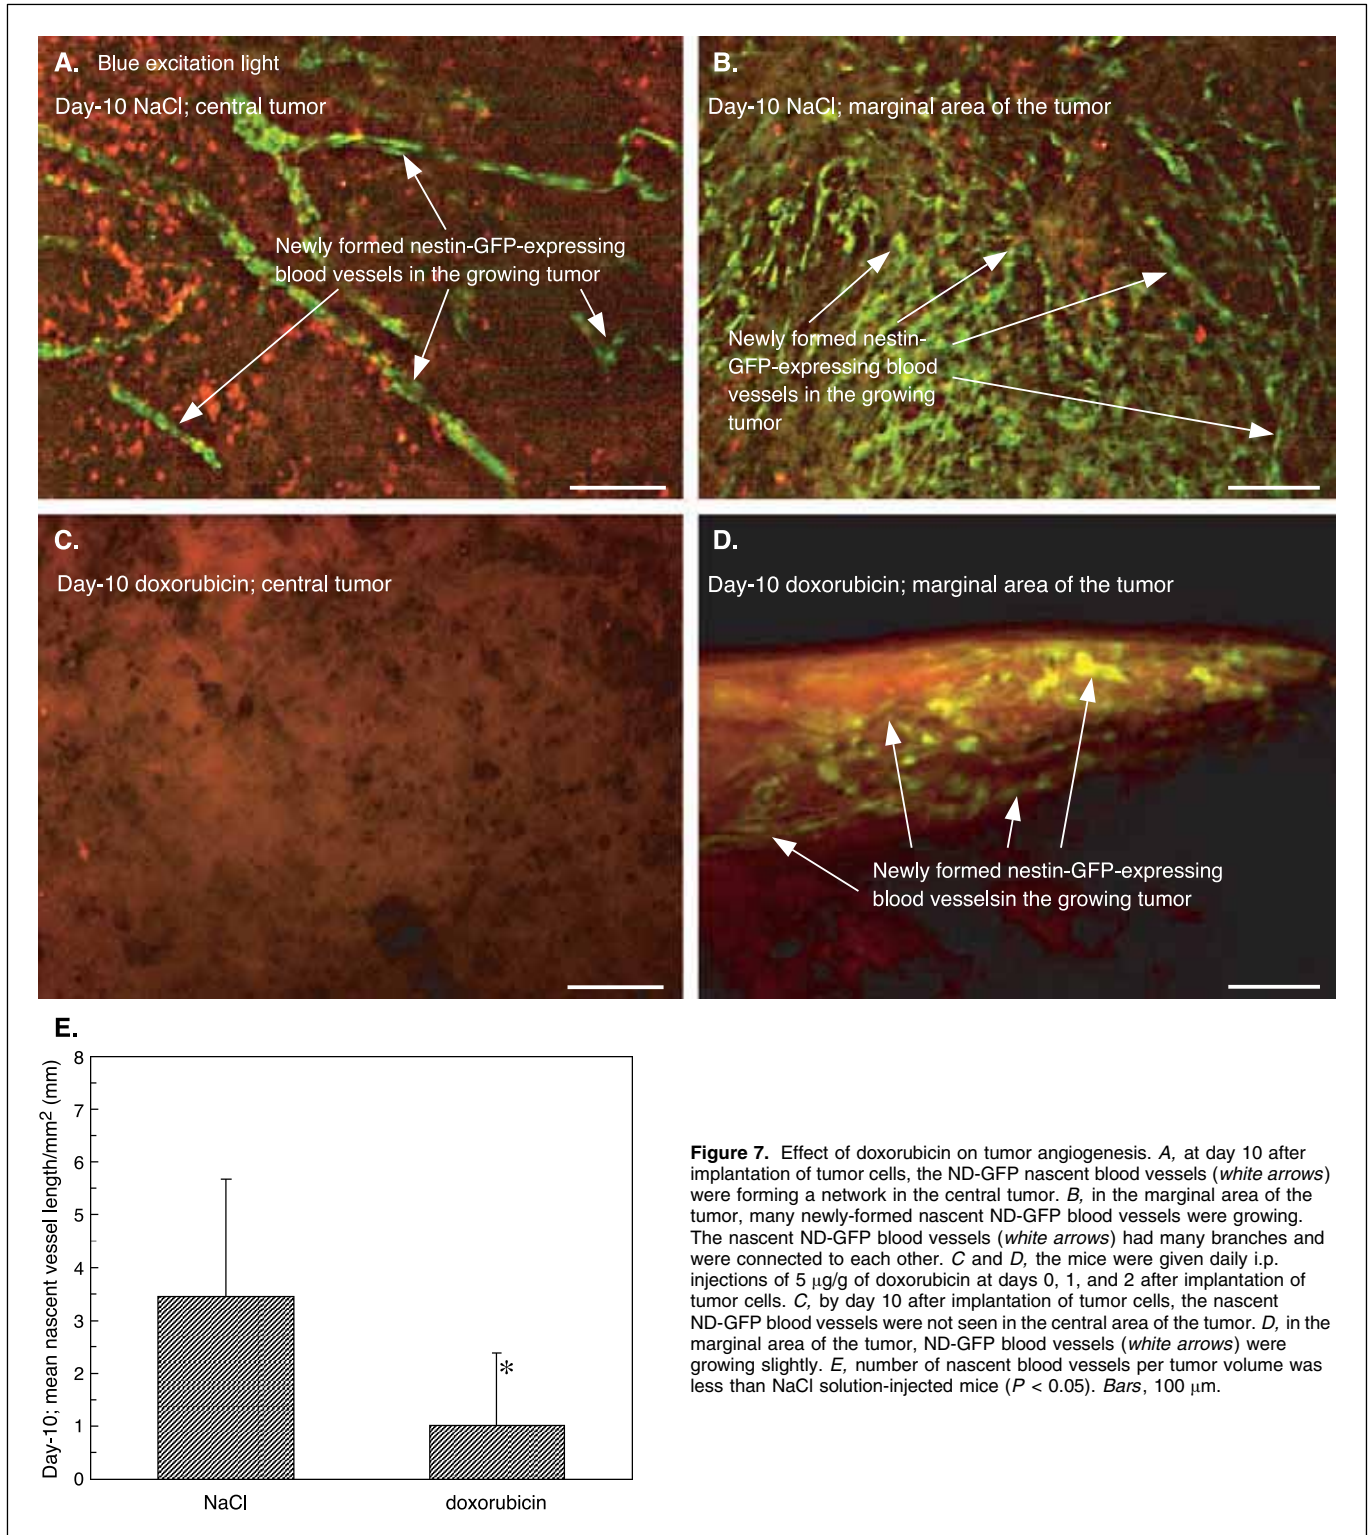 A. Blue excitation light
Day-10 NaCl; central tumor
Newly formed nestin-GFP-expressing
blood vessels in the growing tumor
B.
Day-10 NaCl; marginal area of the tumor
Newly formed nestin-
GFP-expressing blood
vessels in the growing
tumor
C.
Day-10 doxorubicin; central tumor
D.
Day-10 doxorubicin; marginal area of the tumor
Newly formed nestin-GFP-expressing
blood vesselsin the growing tumor
E.
Day-10; mean nascent vessel length/mm² (mm)
8
7
6
5
4
3
2
1
0
*
NaCl
doxorubicin
Figure 7. Effect of doxorubicin on tumor angiogenesis. A, at day 10 after
implantation of tumor cells, the ND-GFP nascent blood vessels (white arrows)
were forming a network in the central tumor. B, in the marginal area of the
tumor, many newly-formed nascent ND-GFP blood vessels were growing.
The nascent ND-GFP blood vessels (white arrows) had many branches and
were connected to each other. C and D, the mice were given daily i.p.
injections of 5 μg/g of doxorubicin at days 0, 1, and 2 after implantation of
tumor cells. C, by day 10 after implantation of tumor cells, the nascent
ND-GFP blood vessels were not seen in the central area of the tumor. D, in the
marginal area of the tumor, ND-GFP blood vessels (white arrows) were
growing slightly. E, number of nascent blood vessels per tumor volume was
less than NaCl solution-injected mice (P < 0.05). Bars, 100 μm.